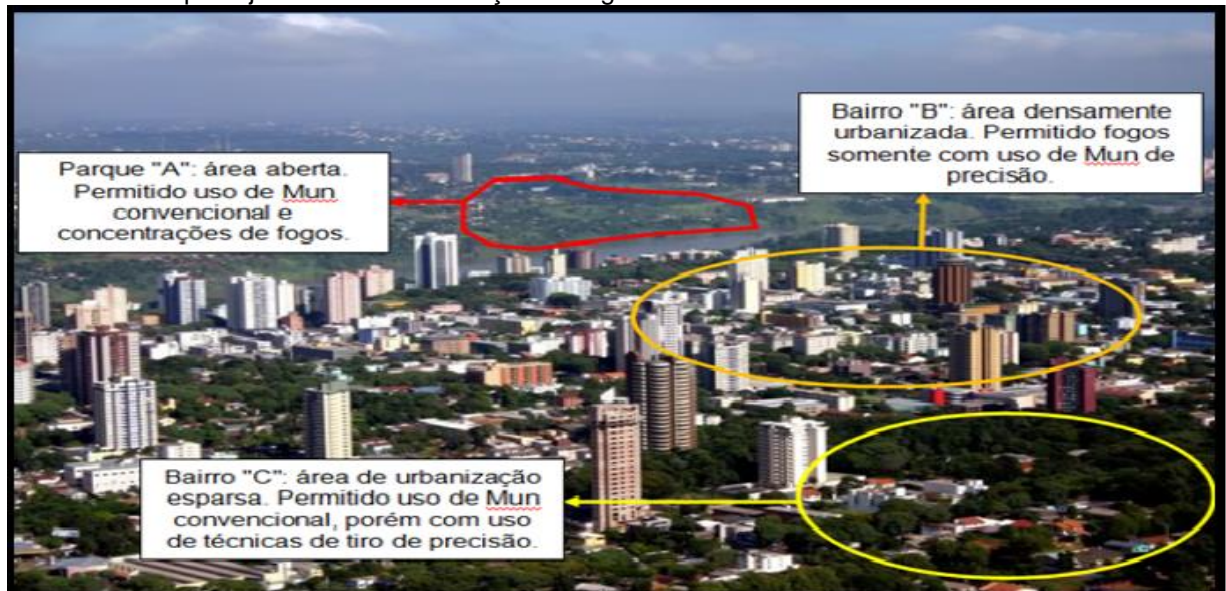 Bairro "B": área densamente
urbanizada. Permitido fogos
somente com uso de Mun de
precisão.
Parque "A": área aberta.
Permitido uso de Mun
convencional e
concentrações de fogos.
Bairro "C": área de urbanização
esparsa. Permitido uso de Mun
convencional, porém com uso
de técnicas de tiro de precisão.